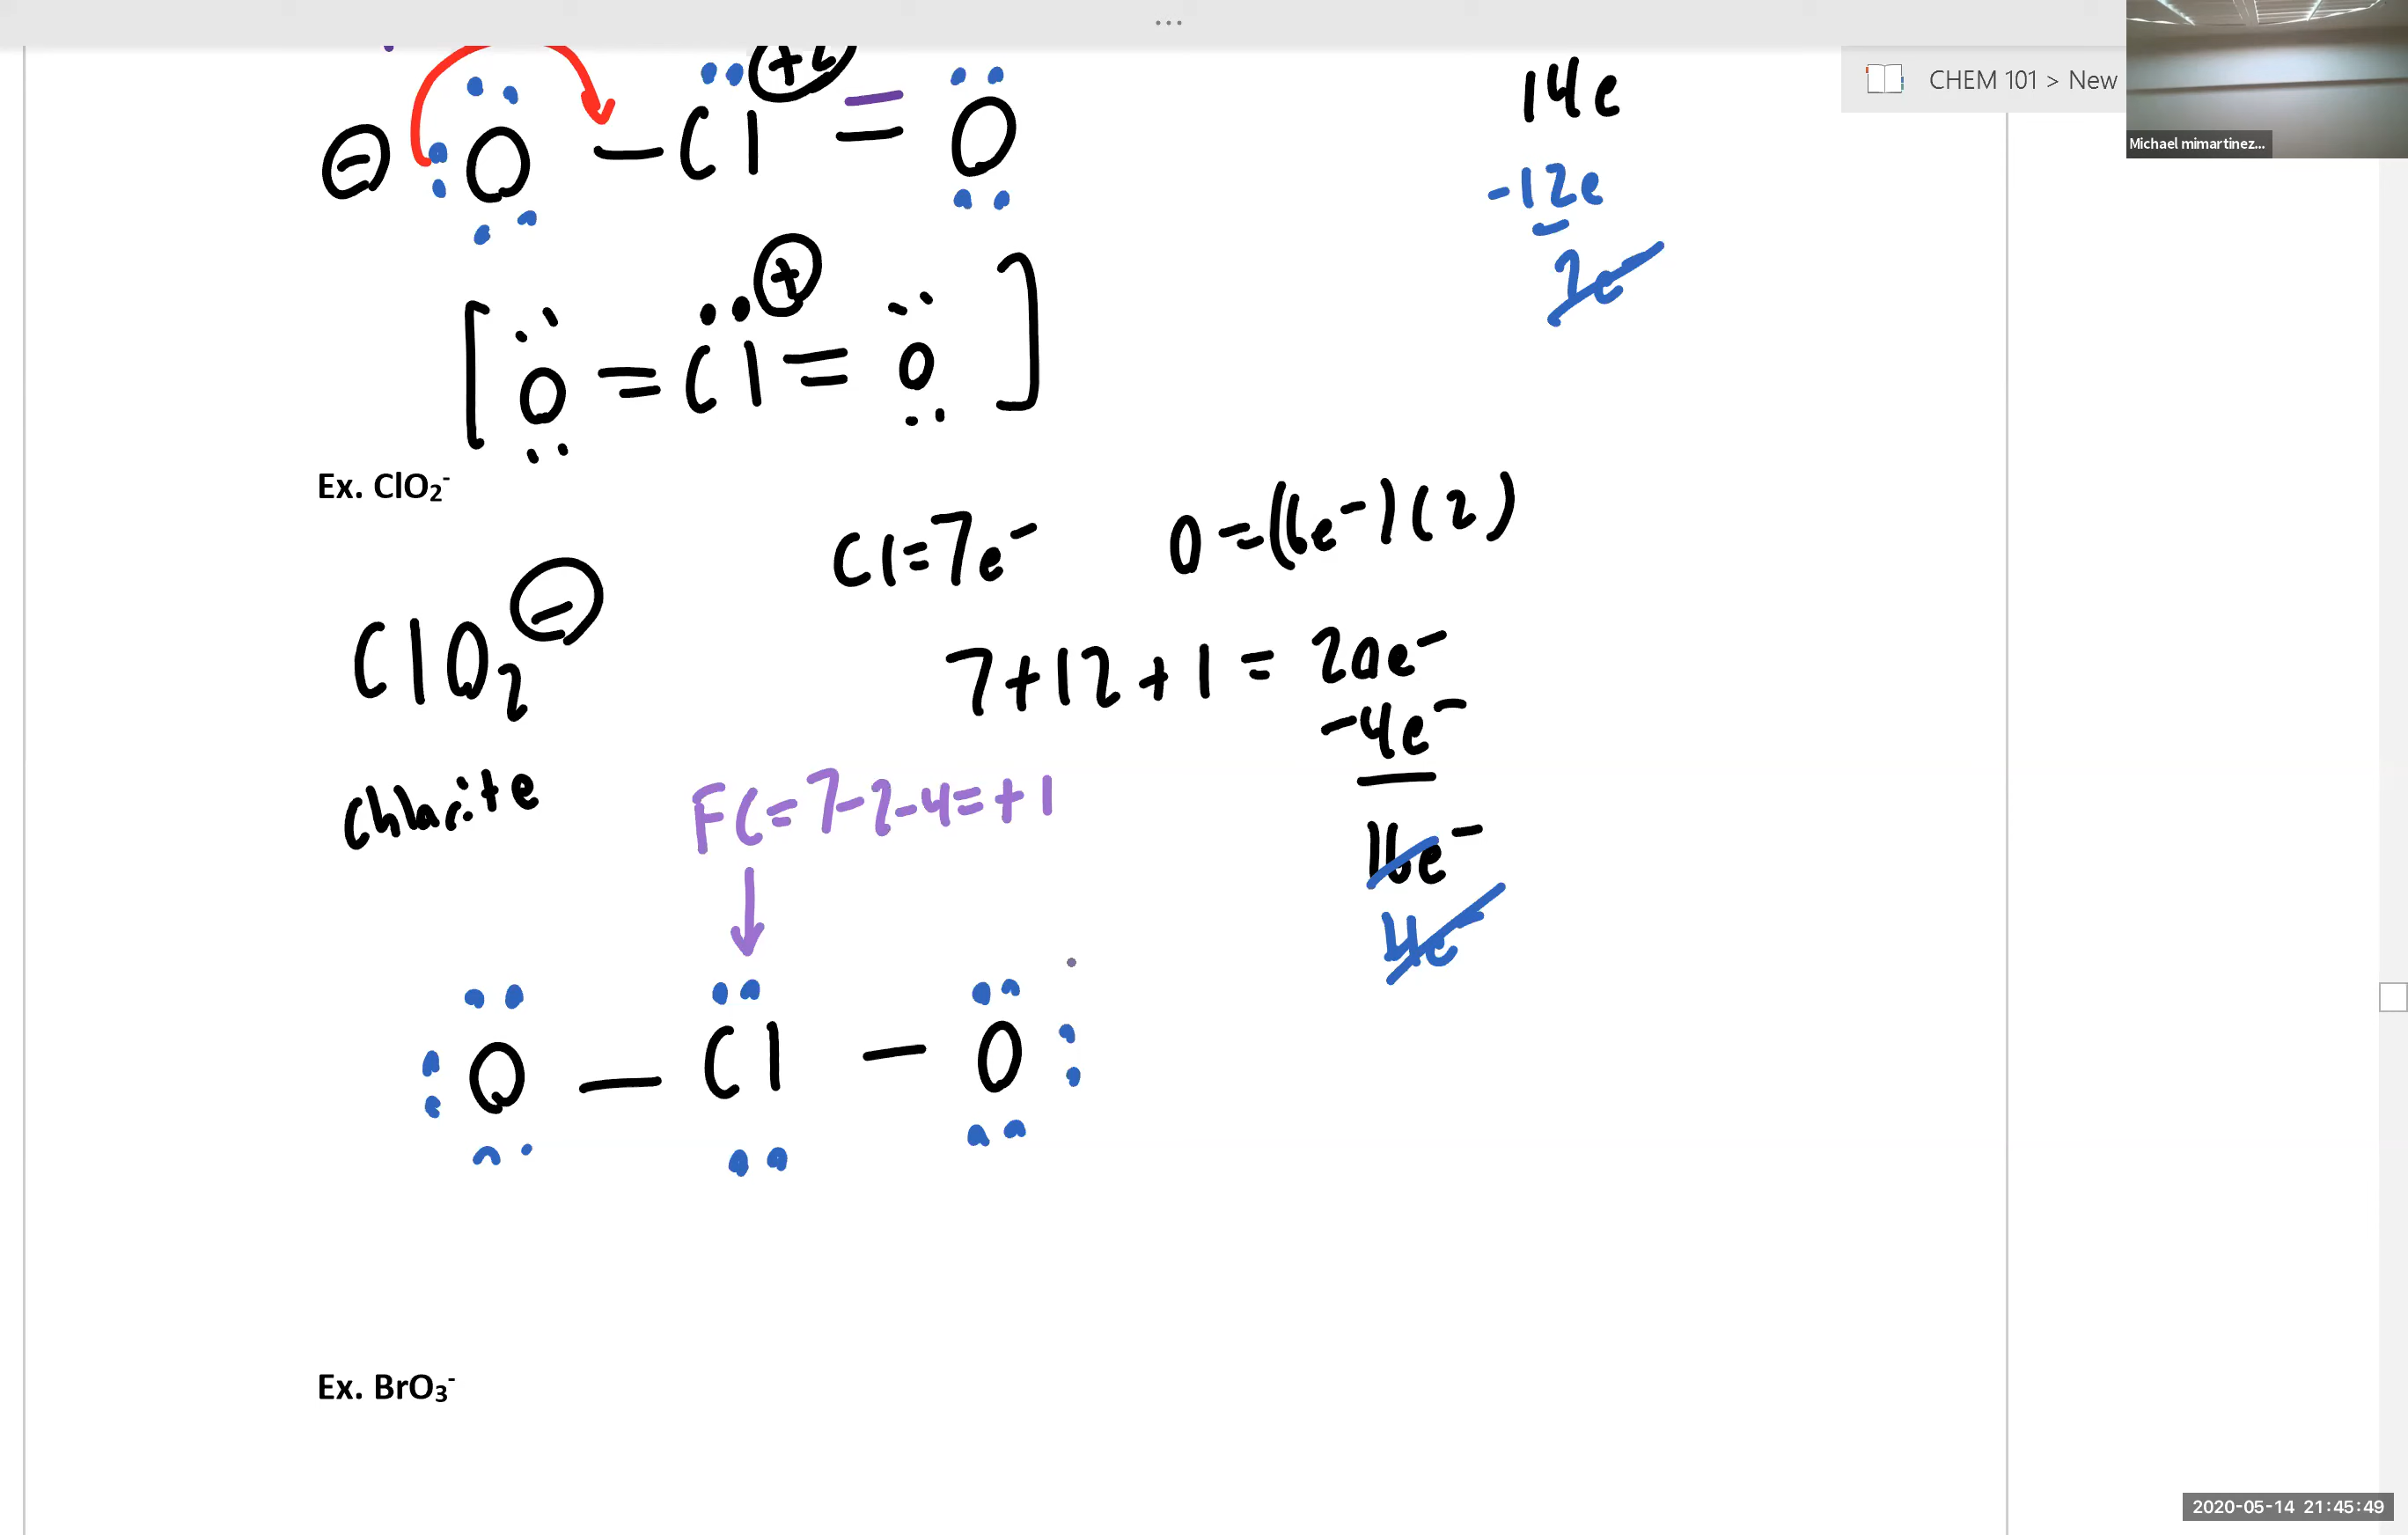 ...
CHEM 101 > New
Michael mimartinez...
14e
-12e
2e
⊖ O - Cl = O
[ O = Cl = O ]
⊕
Ex. ClO₂⁻
Cl = 7e⁻ O = (6e⁻)(2)
ClO₂⊖
7 + 12 + 1 = 20e⁻
-4e⁻
Chlorite
FC = 7 - 2 - 4 = +1
16e⁻
4e⁻
O - Cl - O
Ex. BrO₃⁻
2020-05-14 21:45:49